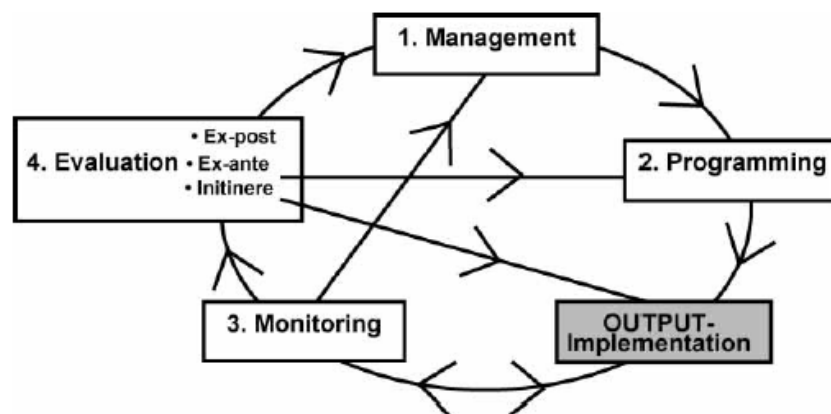 1. Management
4. Evaluation
• Ex-post
• Ex-ante
• Initinere
2. Programming
3. Monitoring
OUTPUT-
Implementation